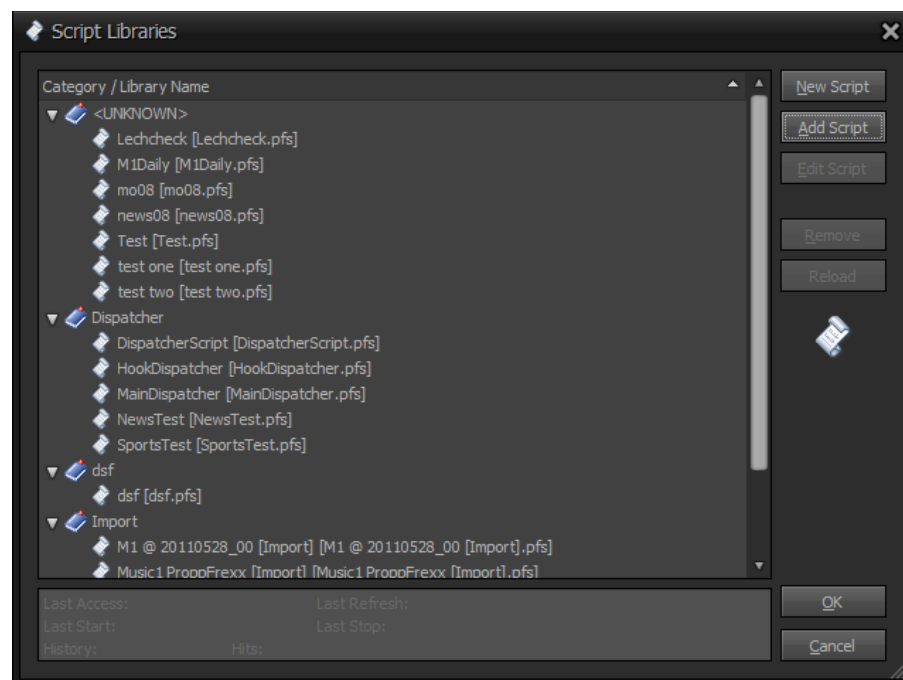 Script Libraries
Category / Library Name
<UNKNOWN>
Lechcheck [Lechcheck.pfs]
M1Daily [M1Daily.pfs]
mo08 [mo08.pfs]
news08 [news08.pfs]
Test [Test.pfs]
test one [test one.pfs]
test two [test two.pfs]
Dispatcher
DispatcherScript [DispatcherScript.pfs]
HookDispatcher [HookDispatcher.pfs]
MainDispatcher [MainDispatcher.pfs]
NewsTest [NewsTest.pfs]
SportsTest [SportsTest.pfs]
dsf
dsf [dsf.pfs]
Import
M1 @ 20110528_00 [Import] [M1 @ 20110528_00 [Import].pfs]
Music1 ProppFrexx [Import] [Music1 ProppFrexx [Import].pfs]
New Script
Add Script
Edit Script
Remove
Reload
Last Access: Last Refresh:
Last Start: Last Stop:
History: Hits:
OK
Cancel